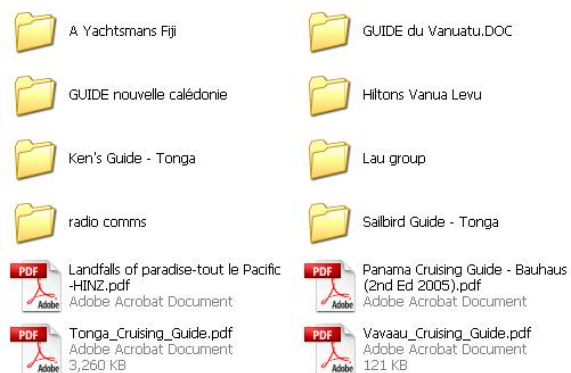 A Yachtsmans Fiji
GUIDE du Vanuatu.DOC
GUIDE nouvelle calédonie
Hiltons Vanua Levu
Ken's Guide - Tonga
Lau group
radio comms
Sailbird Guide - Tonga
PDF
Adobe
Landfalls of paradise-tout le Pacific
-HINZ.pdf
Adobe Acrobat Document
PDF
Adobe
Panama Cruising Guide - Bauhaus
(2nd Ed 2005).pdf
Adobe Acrobat Document
PDF
Adobe
Tonga_Cruising_Guide.pdf
Adobe Acrobat Document
3,260 KB
PDF
Adobe
Vavaau_Cruising_Guide.pdf
Adobe Acrobat Document
121 KB